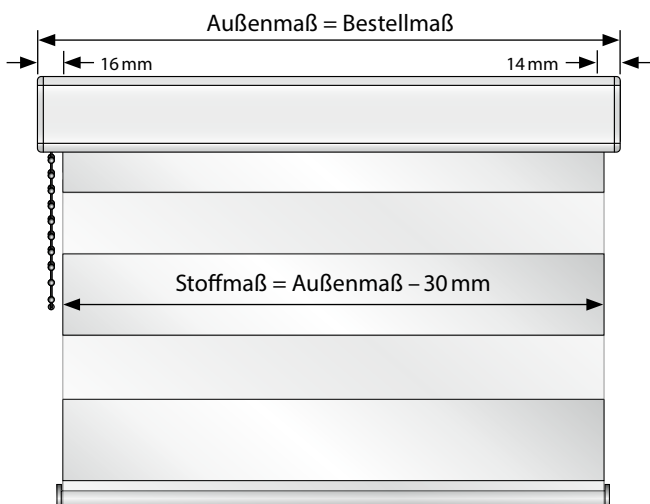 Außenmaß = Bestellmaß
16 mm
14 mm
Stoffmaß = Außenmaß – 30 mm